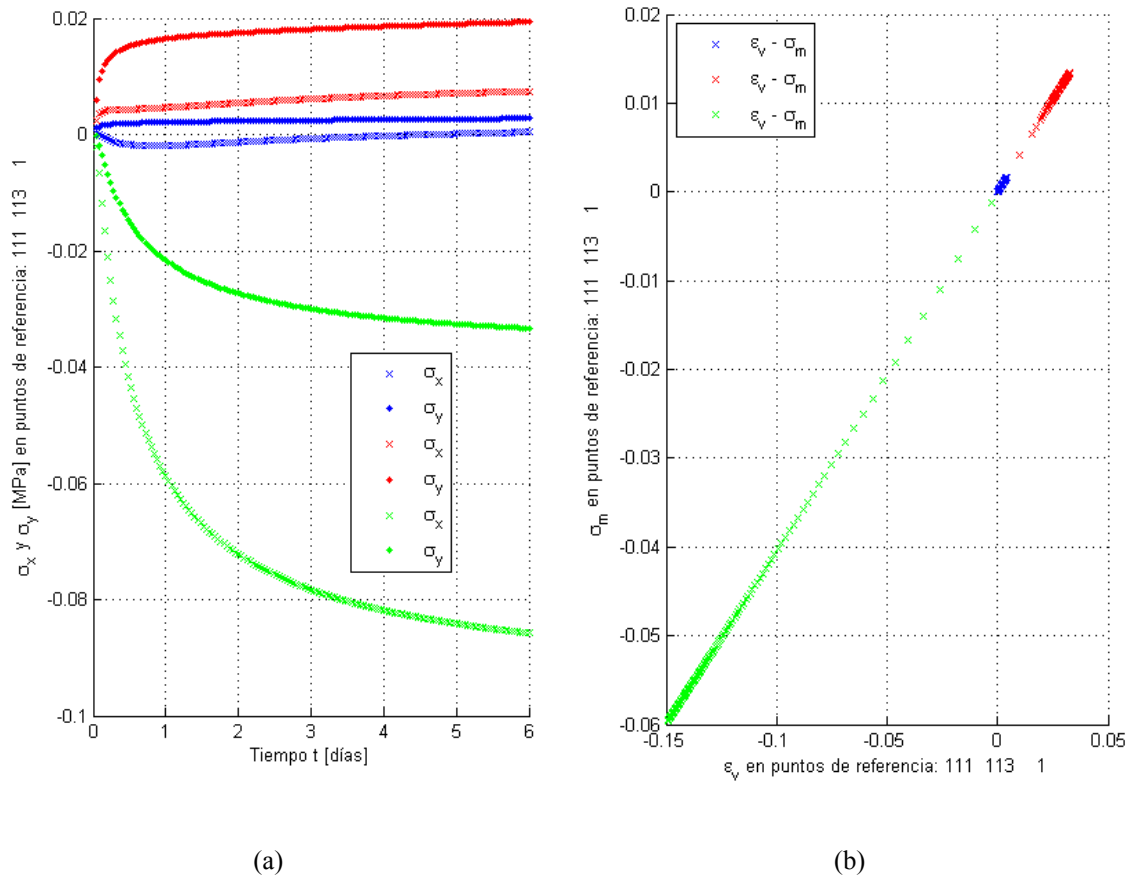 0.02
0
-0.02
-0.04
-0.06
-0.08
-0.1
0
1
2
3
4
5
6
Tiempo t [días]
σx y σy [MPa] en puntos de referencia: 111 113 1
σx
σy
σx
σy
σx
σy
(a)
0.02
0.01
0
-0.01
-0.02
-0.03
-0.04
-0.05
-0.06
-0.15
-0.1
-0.05
0
0.05
εv en puntos de referencia: 111 113 1
σm en puntos de referencia: 111 113 1
εv - σm
εv - σm
εv - σm
(b)